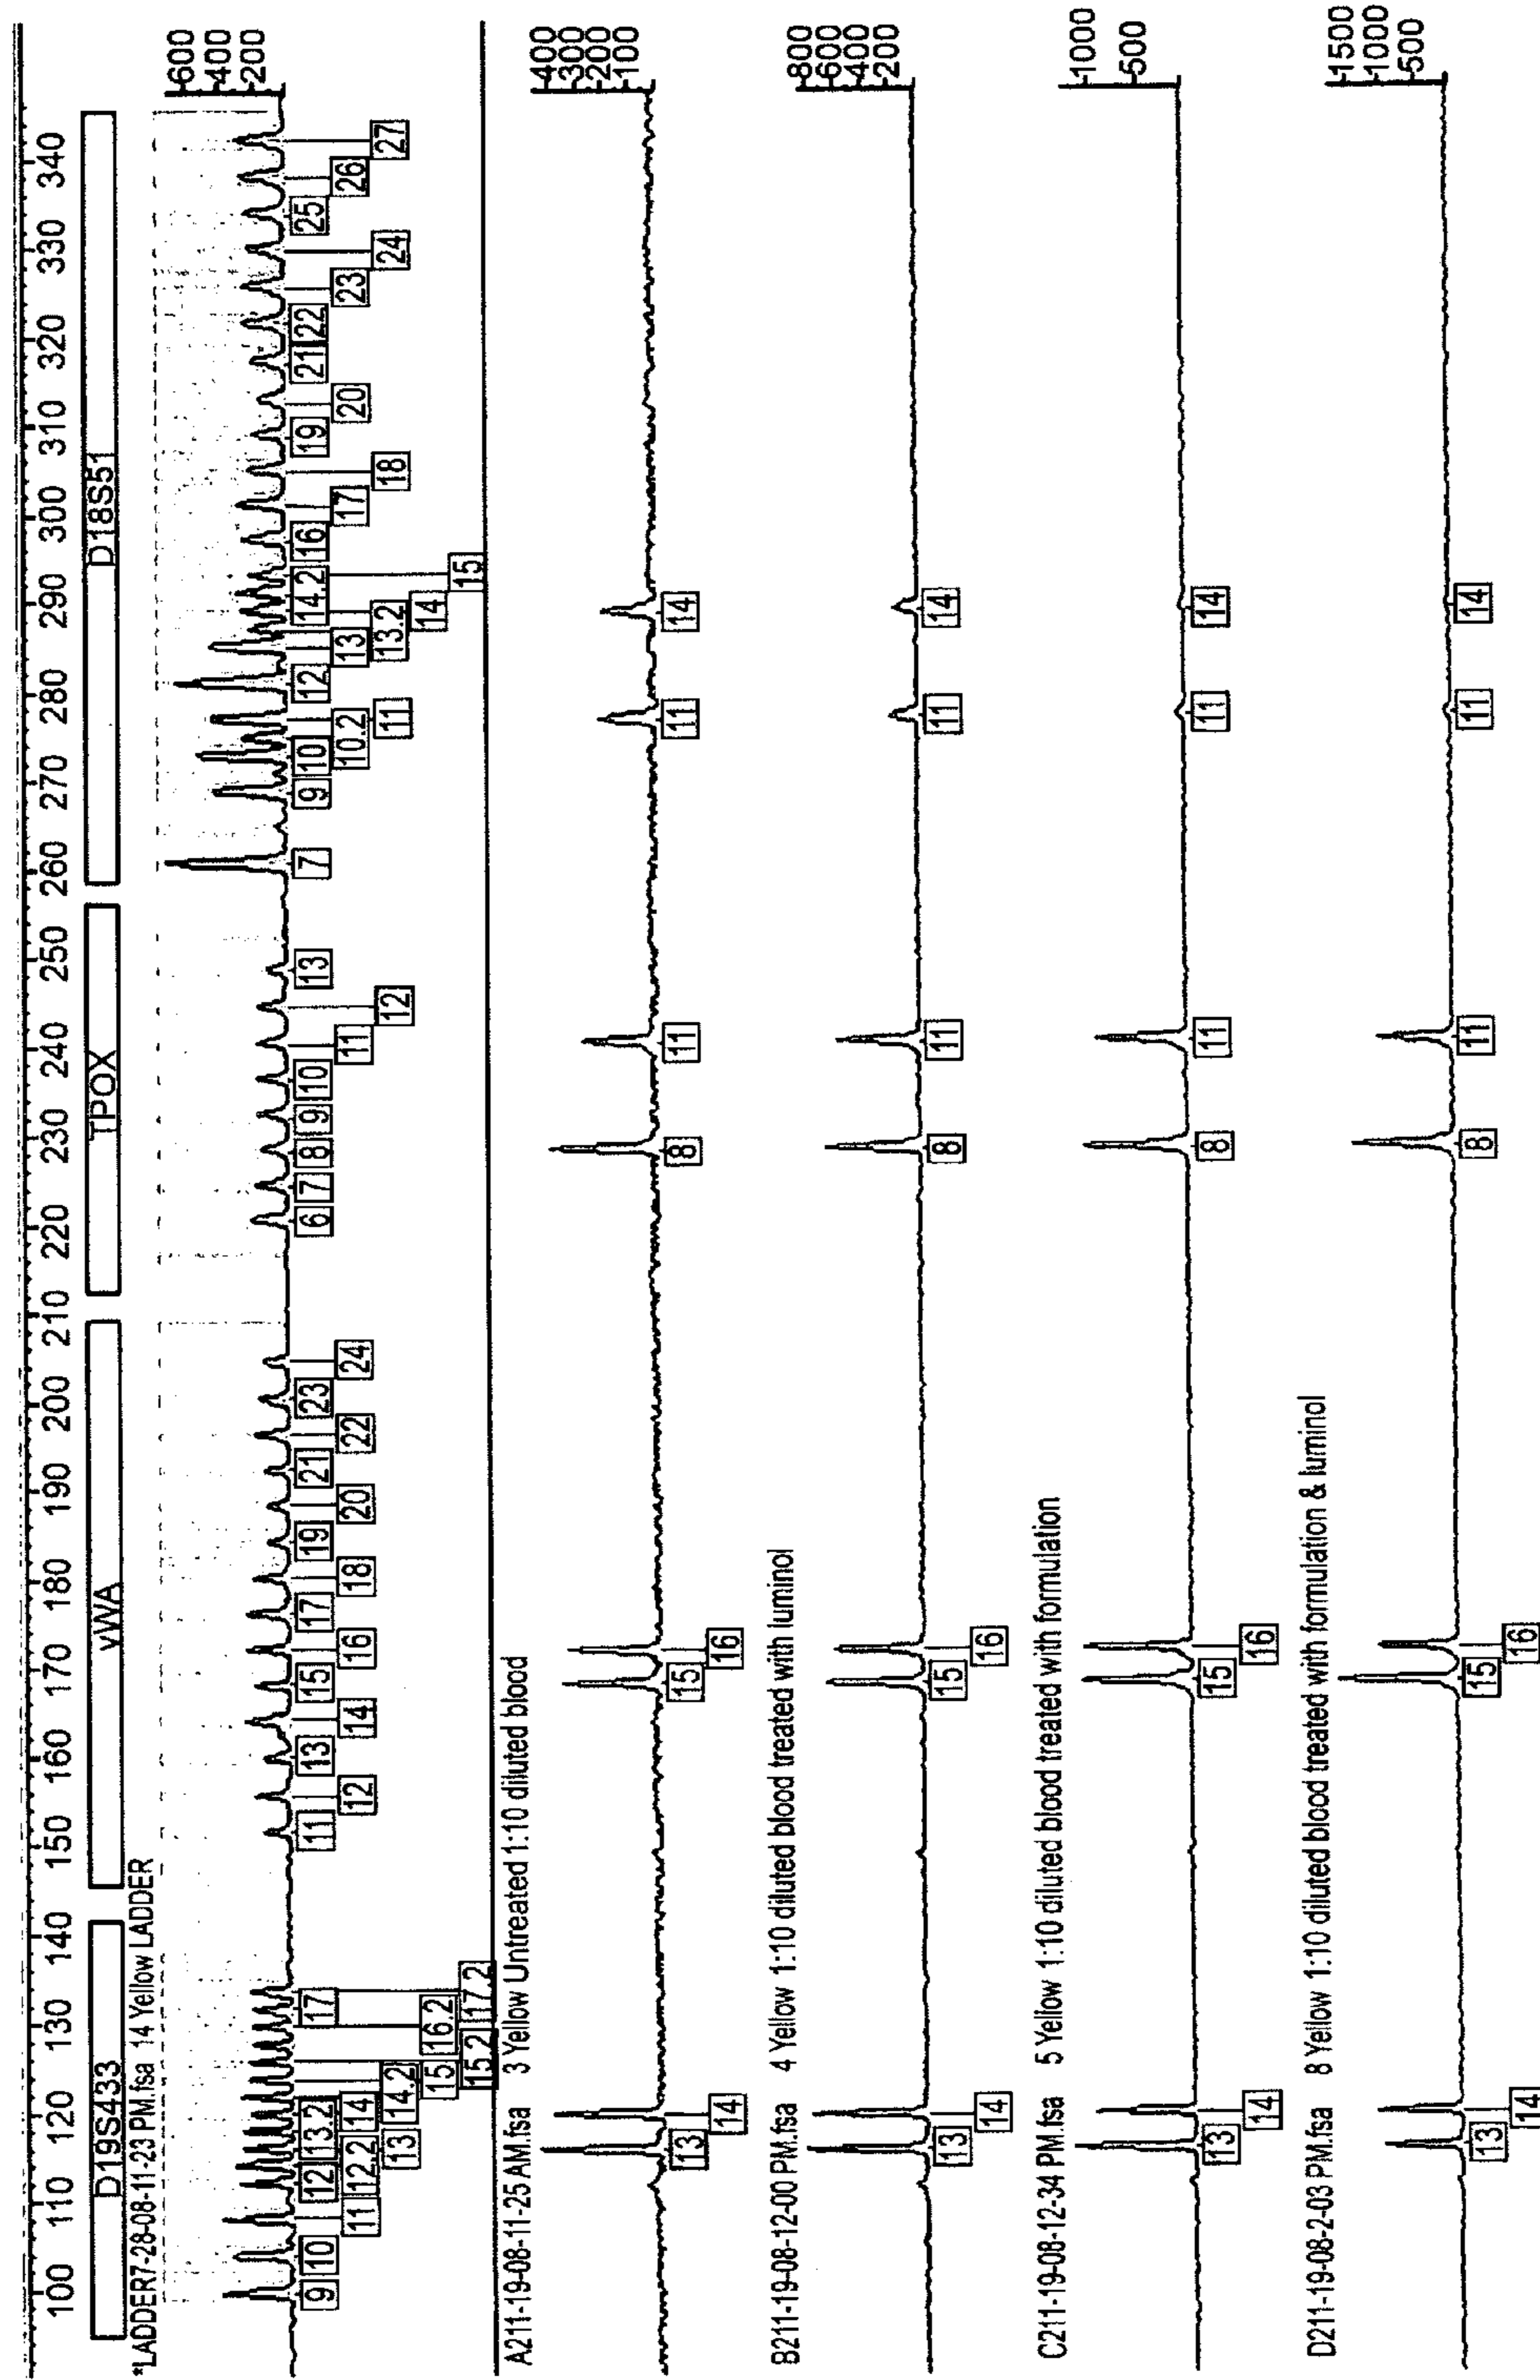 100 110 120 130 140 150 160 170 180 190 200 210 220 230 240 250 260 270 280 290 300 310 320 330 340
D19S433 vWA TPOX D18S51
*LADDER7-28-08-11-23 PM.fsa 14 Yellow LADDER
600
400
200
9 10 12 13.2 17 11 13 15 17 19 21 23 6 7 8 9 10 13 7 9 10 12 14.2 16 19 21 22 25
11 12.2 14 12 14 16 18 20 22 24 11 10.2 13 17 20 23 26
13 14.2 12 11 13.2 18 24 27
15 16.2 14
15.2 17.2 15
A211-19-08-11-25 AM.fsa 3 Yellow Untreated 1:10 diluted blood
400
300
200
100
13 15 8 11 11 14
14 16
B211-19-08-12-00 PM.fsa 4 Yellow 1:10 diluted blood treated with luminol
800
600
400
200
13 15 8 11 11 14
14 16
C211-19-08-12-34 PM.fsa 5 Yellow 1:10 diluted blood treated with formulation
1000
500
13 15 8 11 11 14
14 16
D211-19-08-2-03 PM.fsa 8 Yellow 1:10 diluted blood treated with formulation & luminol
1500
1000
500
13 15 8 11 11 14
14 16